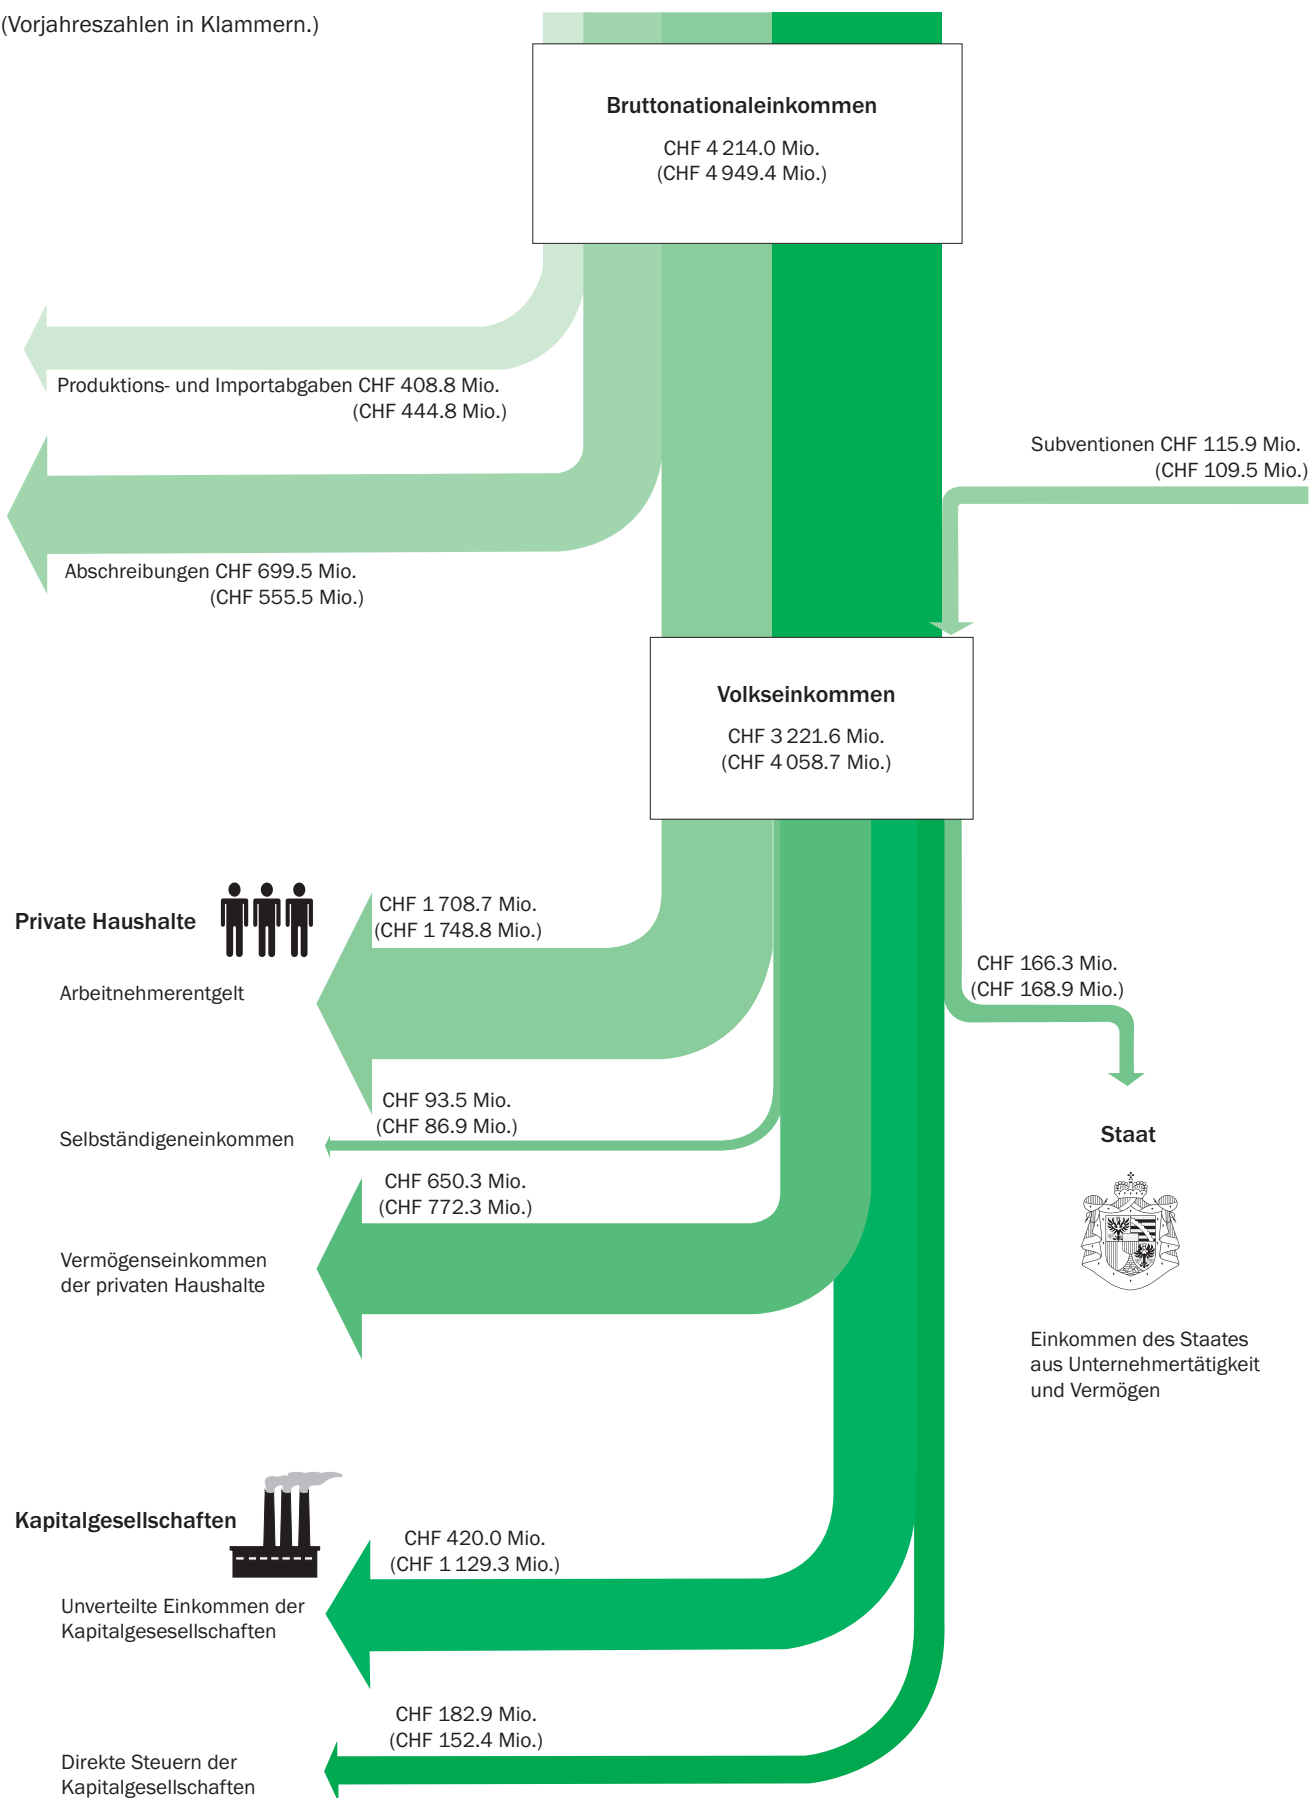 (Vorjahreszahlen in Klammern.)
Bruttonationaleinkommen
CHF 4 214.0 Mio.
(CHF 4 949.4 Mio.)
Produktions- und Importabgaben CHF 408.8 Mio.
(CHF 444.8 Mio.)
Subventionen CHF 115.9 Mio.
(CHF 109.5 Mio.)
Abschreibungen CHF 699.5 Mio.
(CHF 555.5 Mio.)
Volkseinkommen
CHF 3 221.6 Mio.
(CHF 4 058.7 Mio.)
Private Haushalte
CHF 1 708.7 Mio.
(CHF 1 748.8 Mio.)
Arbeitnehmerentgelt
CHF 166.3 Mio.
(CHF 168.9 Mio.)
CHF 93.5 Mio.
(CHF 86.9 Mio.)
Selbständigeneinkommen
Staat
CHF 650.3 Mio.
(CHF 772.3 Mio.)
Vermögenseinkommen
der privaten Haushalte
Einkommen des Staates
aus Unternehmertätigkeit
und Vermögen
Kapitalgesellschaften
CHF 420.0 Mio.
(CHF 1 129.3 Mio.)
Unverteilte Einkommen der
Kapitalgesesellschaften
CHF 182.9 Mio.
(CHF 152.4 Mio.)
Direkte Steuern der
Kapitalgesellschaften